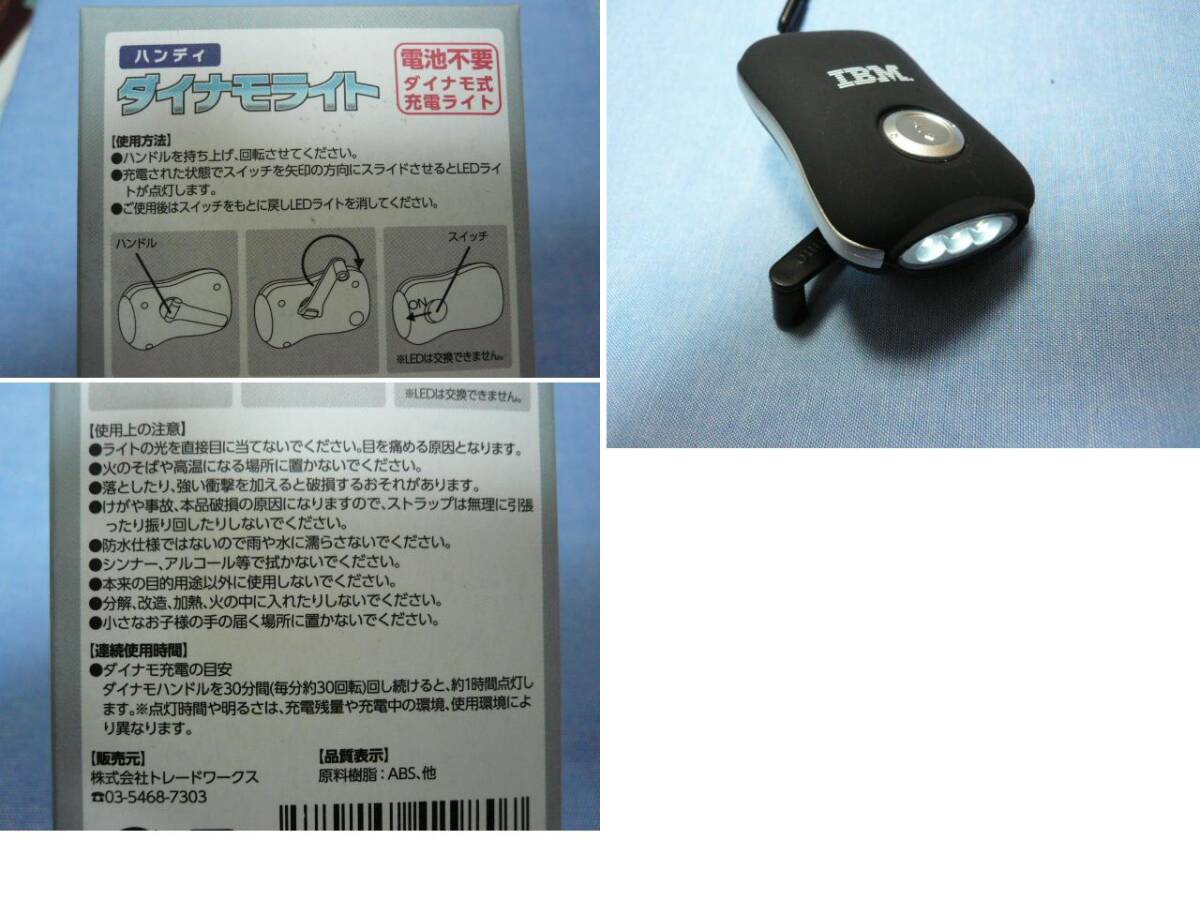 ハンディ
ダイナモライト
電池不要
ダイナモ式
充電ライト
【使用方法】
●ハンドルを持ち上げ、回転させてください。
●充電された状態でスイッチを矢印の方向にスライドさせるとLEDライ
トが点灯します。
●ご使用後はスイッチをもとに戻しLEDライトを消してください。
ハンドル
スイッチ
ON
※LEDは交換できません。
IBM
※LEDは交換できません。
【使用上の注意】
●ライトの光を直接目に当てないでください。目を痛める原因となります。
●火のそばや高温になる場所に置かないでください。
●落としたり、強い衝撃を加えると破損するおそれがあります。
●けがや事故、本品破損の原因になりますので、ストラップは無理に引張
ったり振り回したりしないでください。
●防水仕様ではないので雨や水に濡らさないでください。
●シンナー、アルコール等で拭かないでください。
●本来の目的用途以外に使用しないでください。
●分解、改造、加熱、火の中に入れたりしないでください。
●小さなお子様の手の届く場所に置かないでください。
【連続使用時間】
●ダイナモ充電の目安
ダイナモハンドルを30分間(毎分約30回転)回し続けると、約1時間点灯し
ます。※点灯時間や明るさは、充電残量や充電中の環境、使用環境によ
り異なります。
【販売元】
株式会社トレードワークス
☎03-5468-7303
【品質表示】
原料樹脂：ABS、他